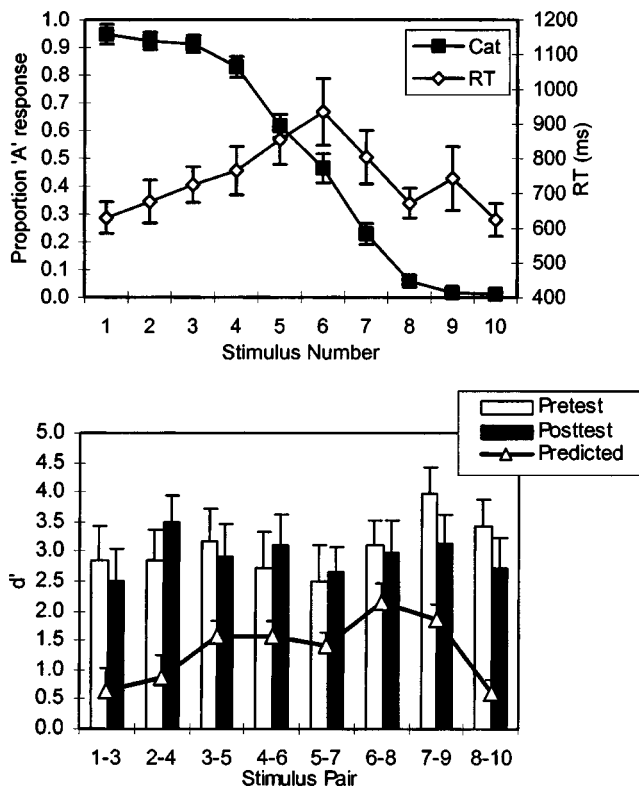 Proportion 'A' response
1.0
0.9
0.8
0.7
0.6
0.5
0.4
0.3
0.2
0.1
0.0
Cat
RT
1200
1100
1000
900
800
700
600
500
400
RT (ms)
1 2 3 4 5 6 7 8 9 10
Stimulus Number
Pretest
Posttest
Predicted
d'
5.0
4.5
4.0
3.5
3.0
2.5
2.0
1.5
1.0
0.5
0.0
1-3 2-4 3-5 4-6 5-7 6-8 7-9 8-10
Stimulus Pair